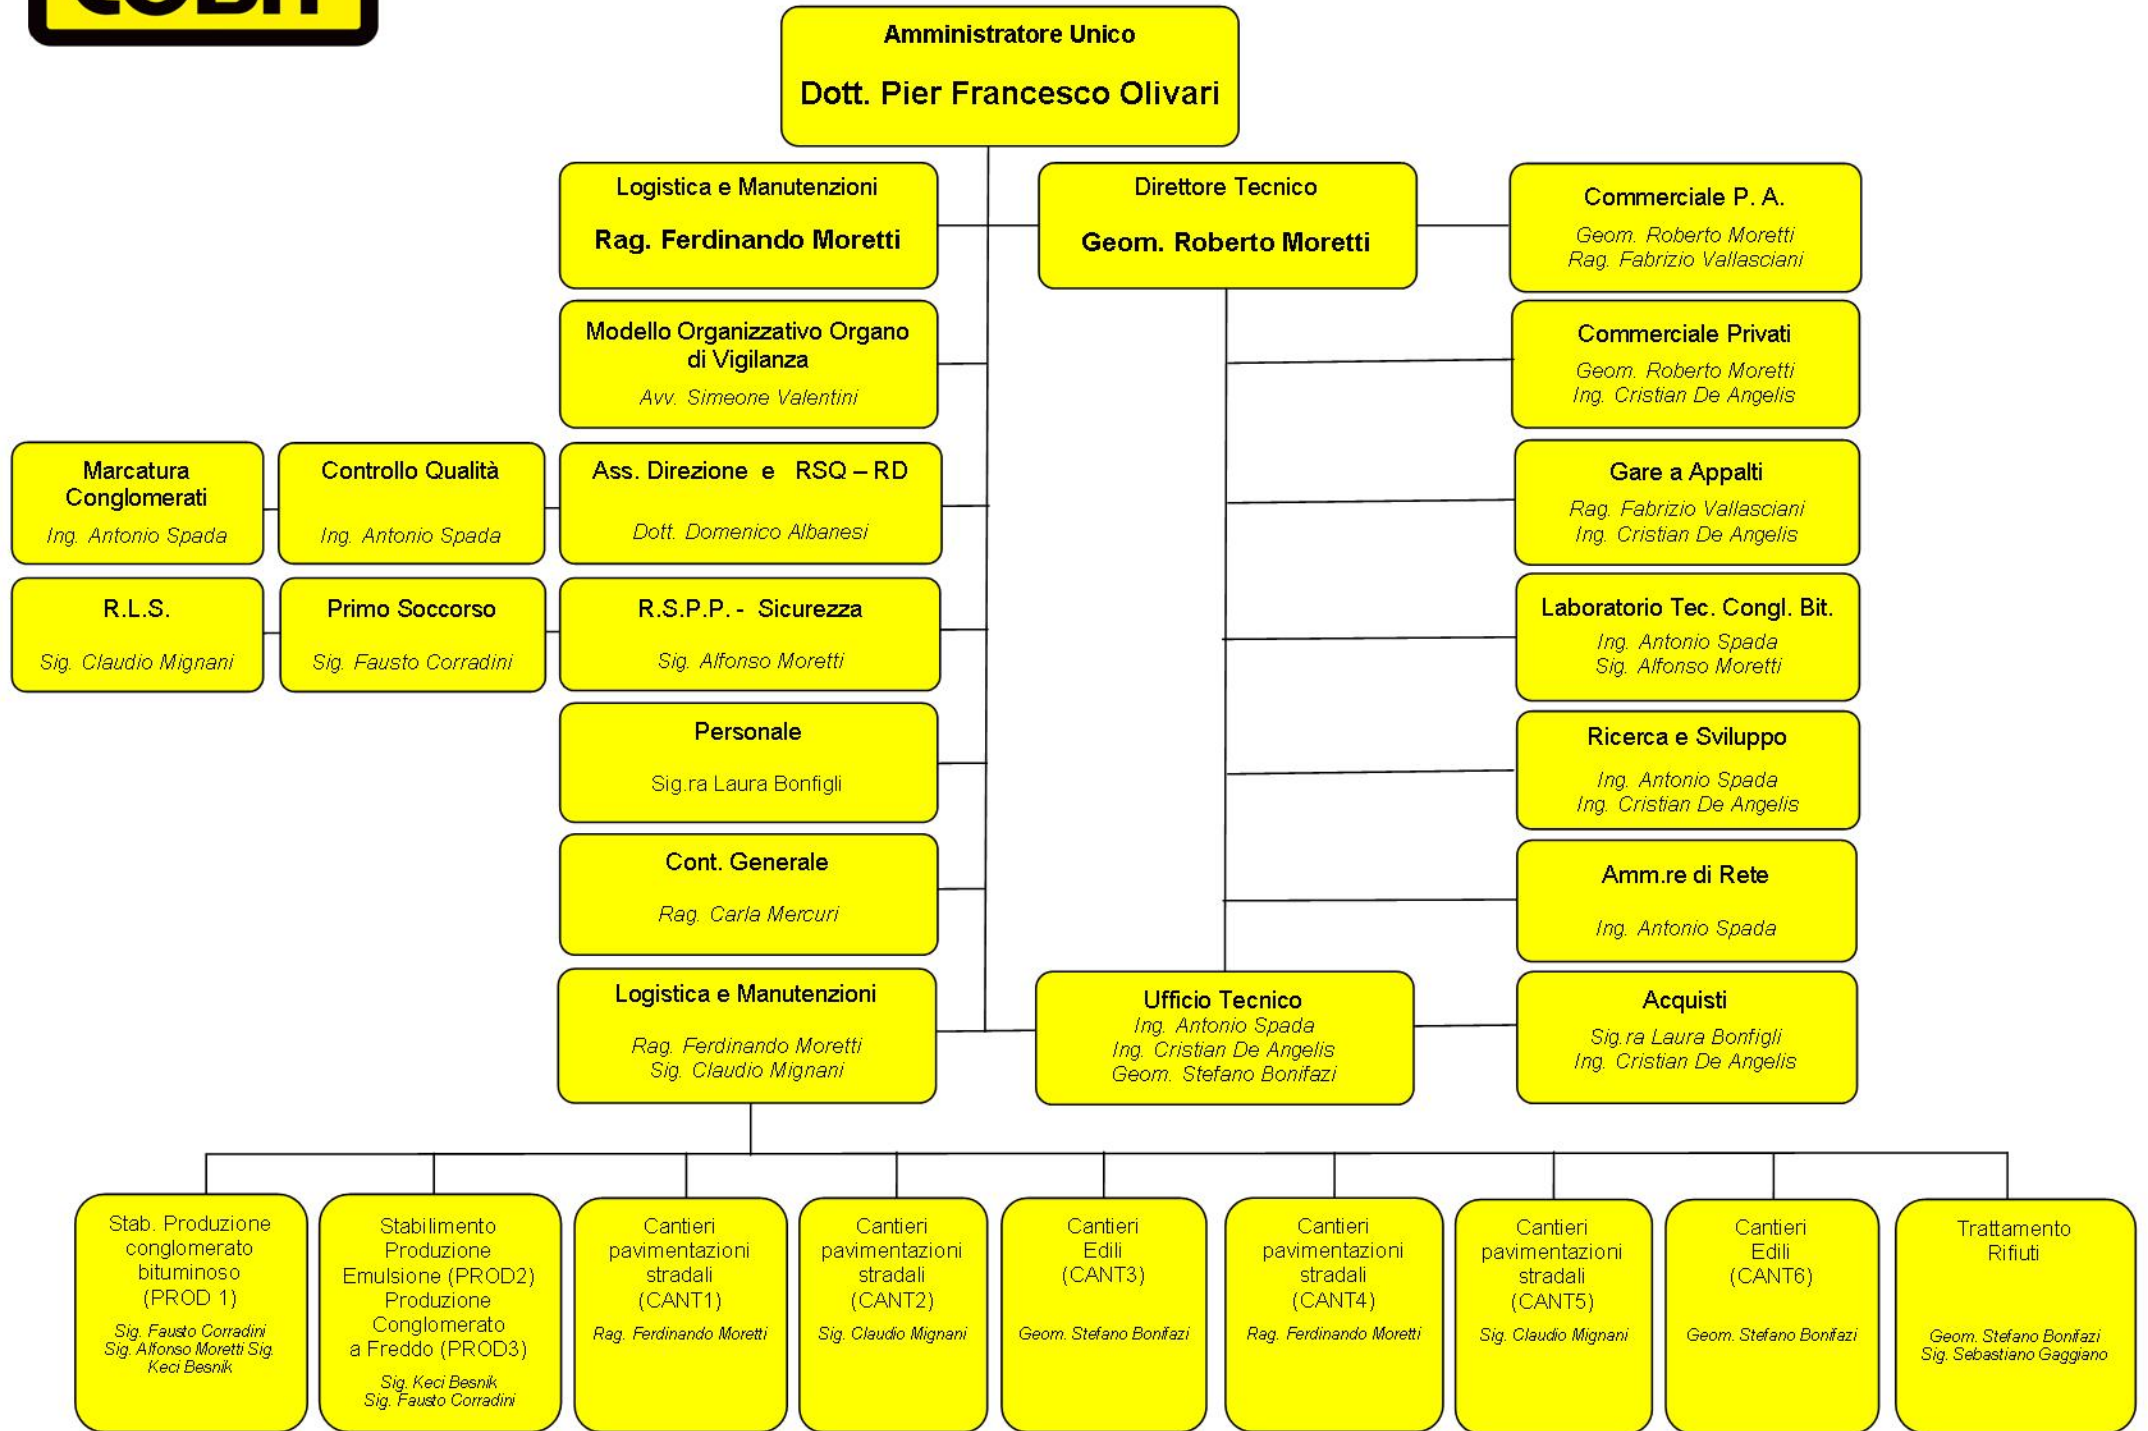 COBIT
Amministratore Unico
Dott. Pier Francesco Olivari
Logistica e Manutenzioni
Rag. Ferdinando Moretti
Direttore Tecnico
Geom. Roberto Moretti
Commerciale P. A.
Geom. Roberto Moretti
Rag. Fabrizio Vallasciani
Modello Organizzativo Organo
di Vigilanza
Avv. Simeone Valentini
Commerciale Privati
Geom. Roberto Moretti
Ing. Cristian De Angelis
Marcatura
Conglomerati
Ing. Antonio Spada
Controllo Qualità
Ing. Antonio Spada
Ass. Direzione e RSQ – RD
Dott. Domenico Albanesi
Gare a Appalti
Rag. Fabrizio Vallasciani
Ing. Cristian De Angelis
R.L.S.
Sig. Claudio Mignani
Primo Soccorso
Sig. Fausto Corradini
R.S.P.P. - Sicurezza
Sig. Alfonso Moretti
Laboratorio Tec. Congl. Bit.
Ing. Antonio Spada
Sig. Alfonso Moretti
Personale
Sig.ra Laura Bonfigli
Ricerca e Sviluppo
Ing. Antonio Spada
Ing. Cristian De Angelis
Cont. Generale
Rag. Carla Mercuri
Amm.re di Rete
Ing. Antonio Spada
Logistica e Manutenzioni
Rag. Ferdinando Moretti
Sig. Claudio Mignani
Ufficio Tecnico
Ing. Antonio Spada
Ing. Cristian De Angelis
Geom. Stefano Bonifazi
Acquisti
Sig.ra Laura Bonfigli
Ing. Cristian De Angelis
Stab. Produzione
conglomerato
bituminoso
(PROD 1)
Sig. Fausto Corradini
Sig. Alfonso Moretti Sig.
Keci Besnik
Stabilimento
Produzione
Emulsione (PROD2)
Produzione
Conglomerato
a Freddo (PROD3)
Sig. Keci Besnik
Sig. Fausto Corradini
Cantieri
pavimentazioni
stradali
(CANT1)
Rag. Ferdinando Moretti
Cantieri
pavimentazioni
stradali
(CANT2)
Sig. Claudio Mignani
Cantieri
Edili
(CANT3)
Geom. Stefano Bonifazi
Cantieri
pavimentazioni
stradali
(CANT4)
Rag. Ferdinando Moretti
Cantieri
pavimentazioni
stradali
(CANT5)
Sig. Claudio Mignani
Cantieri
Edili
(CANT6)
Geom. Stefano Bonifazi
Trattamento
Rifiuti
Geom. Stefano Bonifazi
Sig. Sebastiano Gaggiano